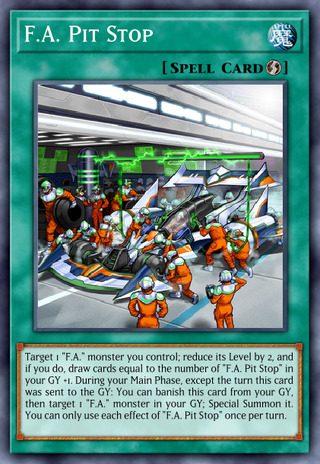 F.A. Pit Stop
[Spell Card]
Target 1 "F.A." monster you control; reduce its Level by 2, and
if you do, draw cards equal to the number of "F.A. Pit Stop" in
your GY +1. During your Main Phase, except the turn this card
was sent to the GY: You can banish this card from your GY,
then target 1 "F.A." monster in your GY; Special Summon it.
You can only use each effect of "F.A. Pit Stop" once per turn.